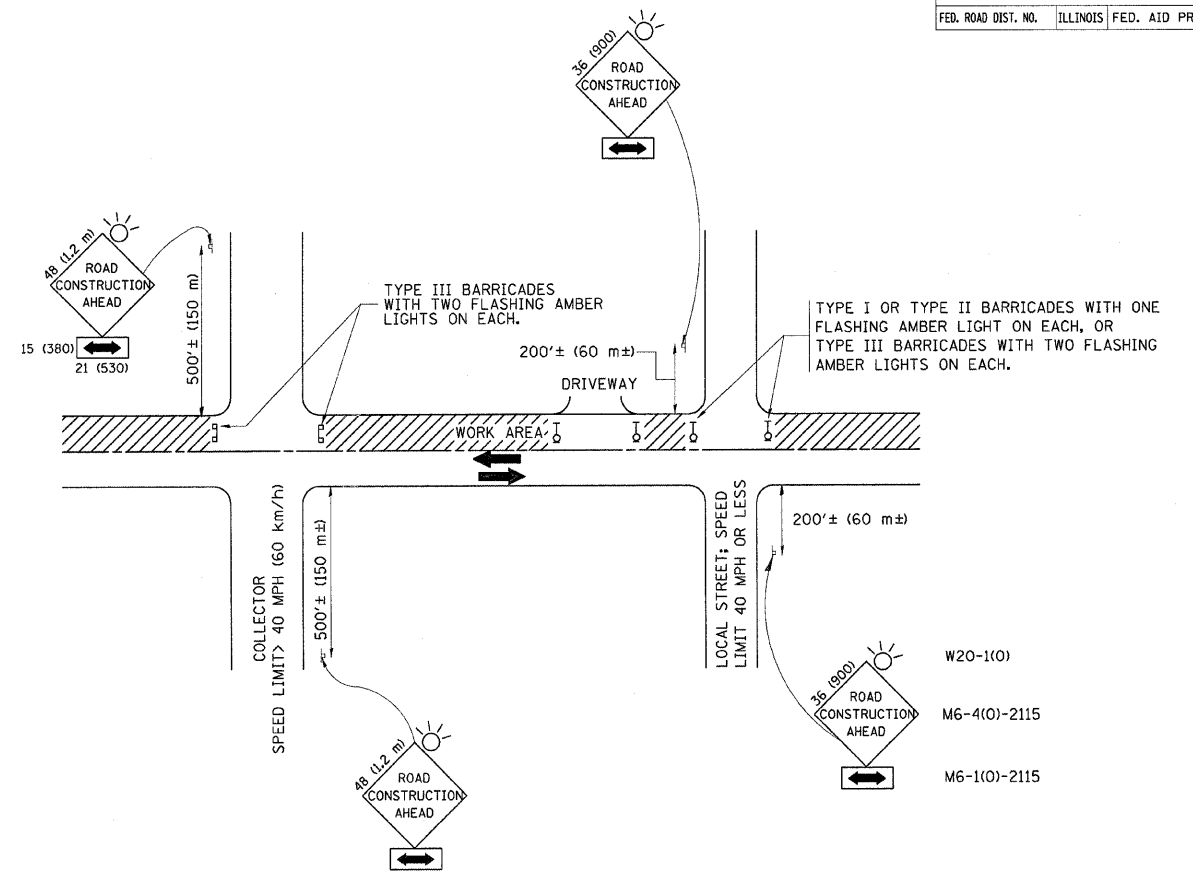 FED. ROAD DIST. NO. ILLINOIS FED. AID PR
36 (900)
ROAD
CONSTRUCTION
AHEAD
48 (1.2 m)
ROAD
CONSTRUCTION
AHEAD
15 (380)
21 (530)
500'± (150 m)
TYPE III BARRICADES
WITH TWO FLASHING AMBER
LIGHTS ON EACH.
200'± (60 m±)
DRIVEWAY
TYPE I OR TYPE II BARRICADES WITH ONE
FLASHING AMBER LIGHT ON EACH, OR
TYPE III BARRICADES WITH TWO FLASHING
AMBER LIGHTS ON EACH.
WORK AREA
COLLECTOR
SPEED LIMIT> 40 MPH (60 km/h)
500'± (150 m±)
LOCAL STREET; SPEED
LIMIT 40 MPH OR LESS
200'± (60 m±)
48 (1.2 m)
ROAD
CONSTRUCTION
AHEAD
36 (900)
ROAD
CONSTRUCTION
AHEAD
W20-1(O)
M6-4(O)-2115
M6-1(O)-2115